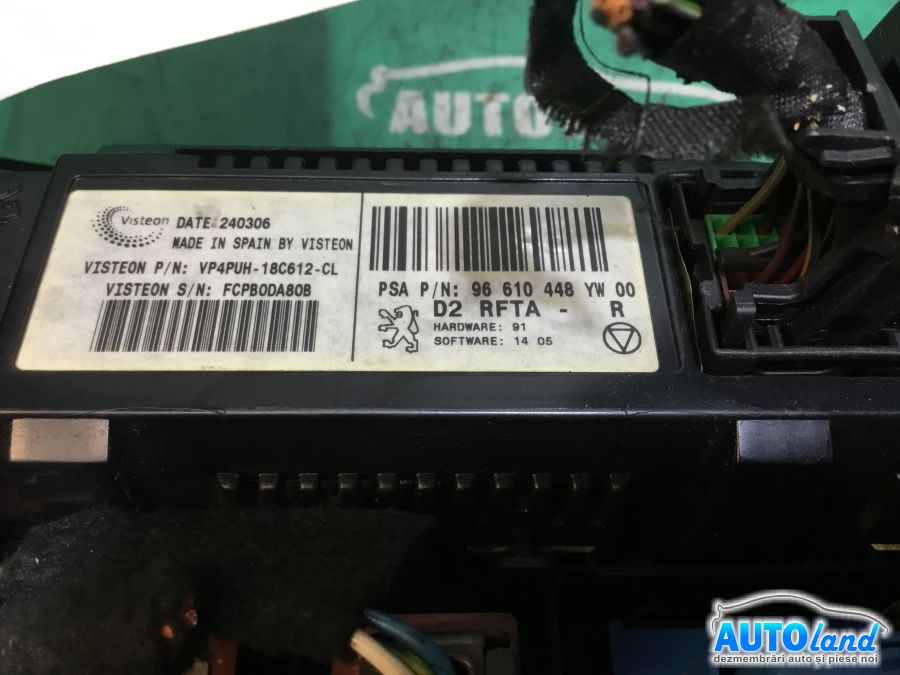 AUTO
Visteon
DATE 240306
MADE IN SPAIN BY VISTEON
VISTEON P/N: VP4PUH-18C612-CL
VISTEON S/N: FCPB0DA80B
PSA P/N: 96 610 448 YW 00
D2 RFTA - R
HARDWARE: 91
SOFTWARE: 14 05
AUTOland
dezmembrări auto și piese noi